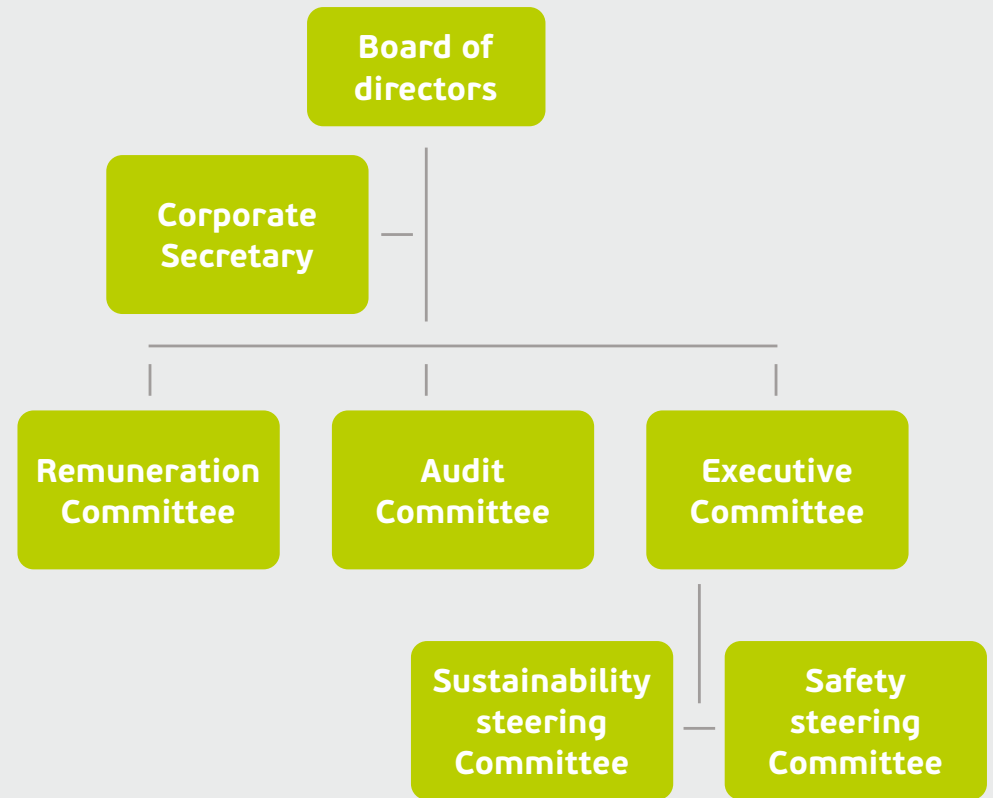 Board of
directors
Corporate
Secretary
Remuneration
Committee
Audit
Committee
Executive
Committee
Sustainability
steering
Committee
Safety
steering
Committee